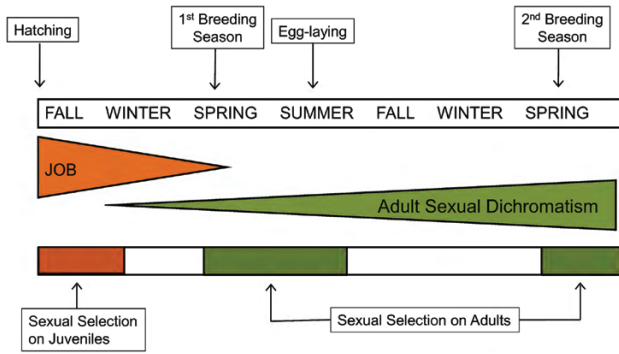 Hatching
1st Breeding
Season
Egg-laying
2nd Breeding
Season
FALL WINTER SPRING SUMMER FALL WINTER SPRING
JOB
Adult Sexual Dichromatism
Sexual Selection
on Juveniles
Sexual Selection on Adults